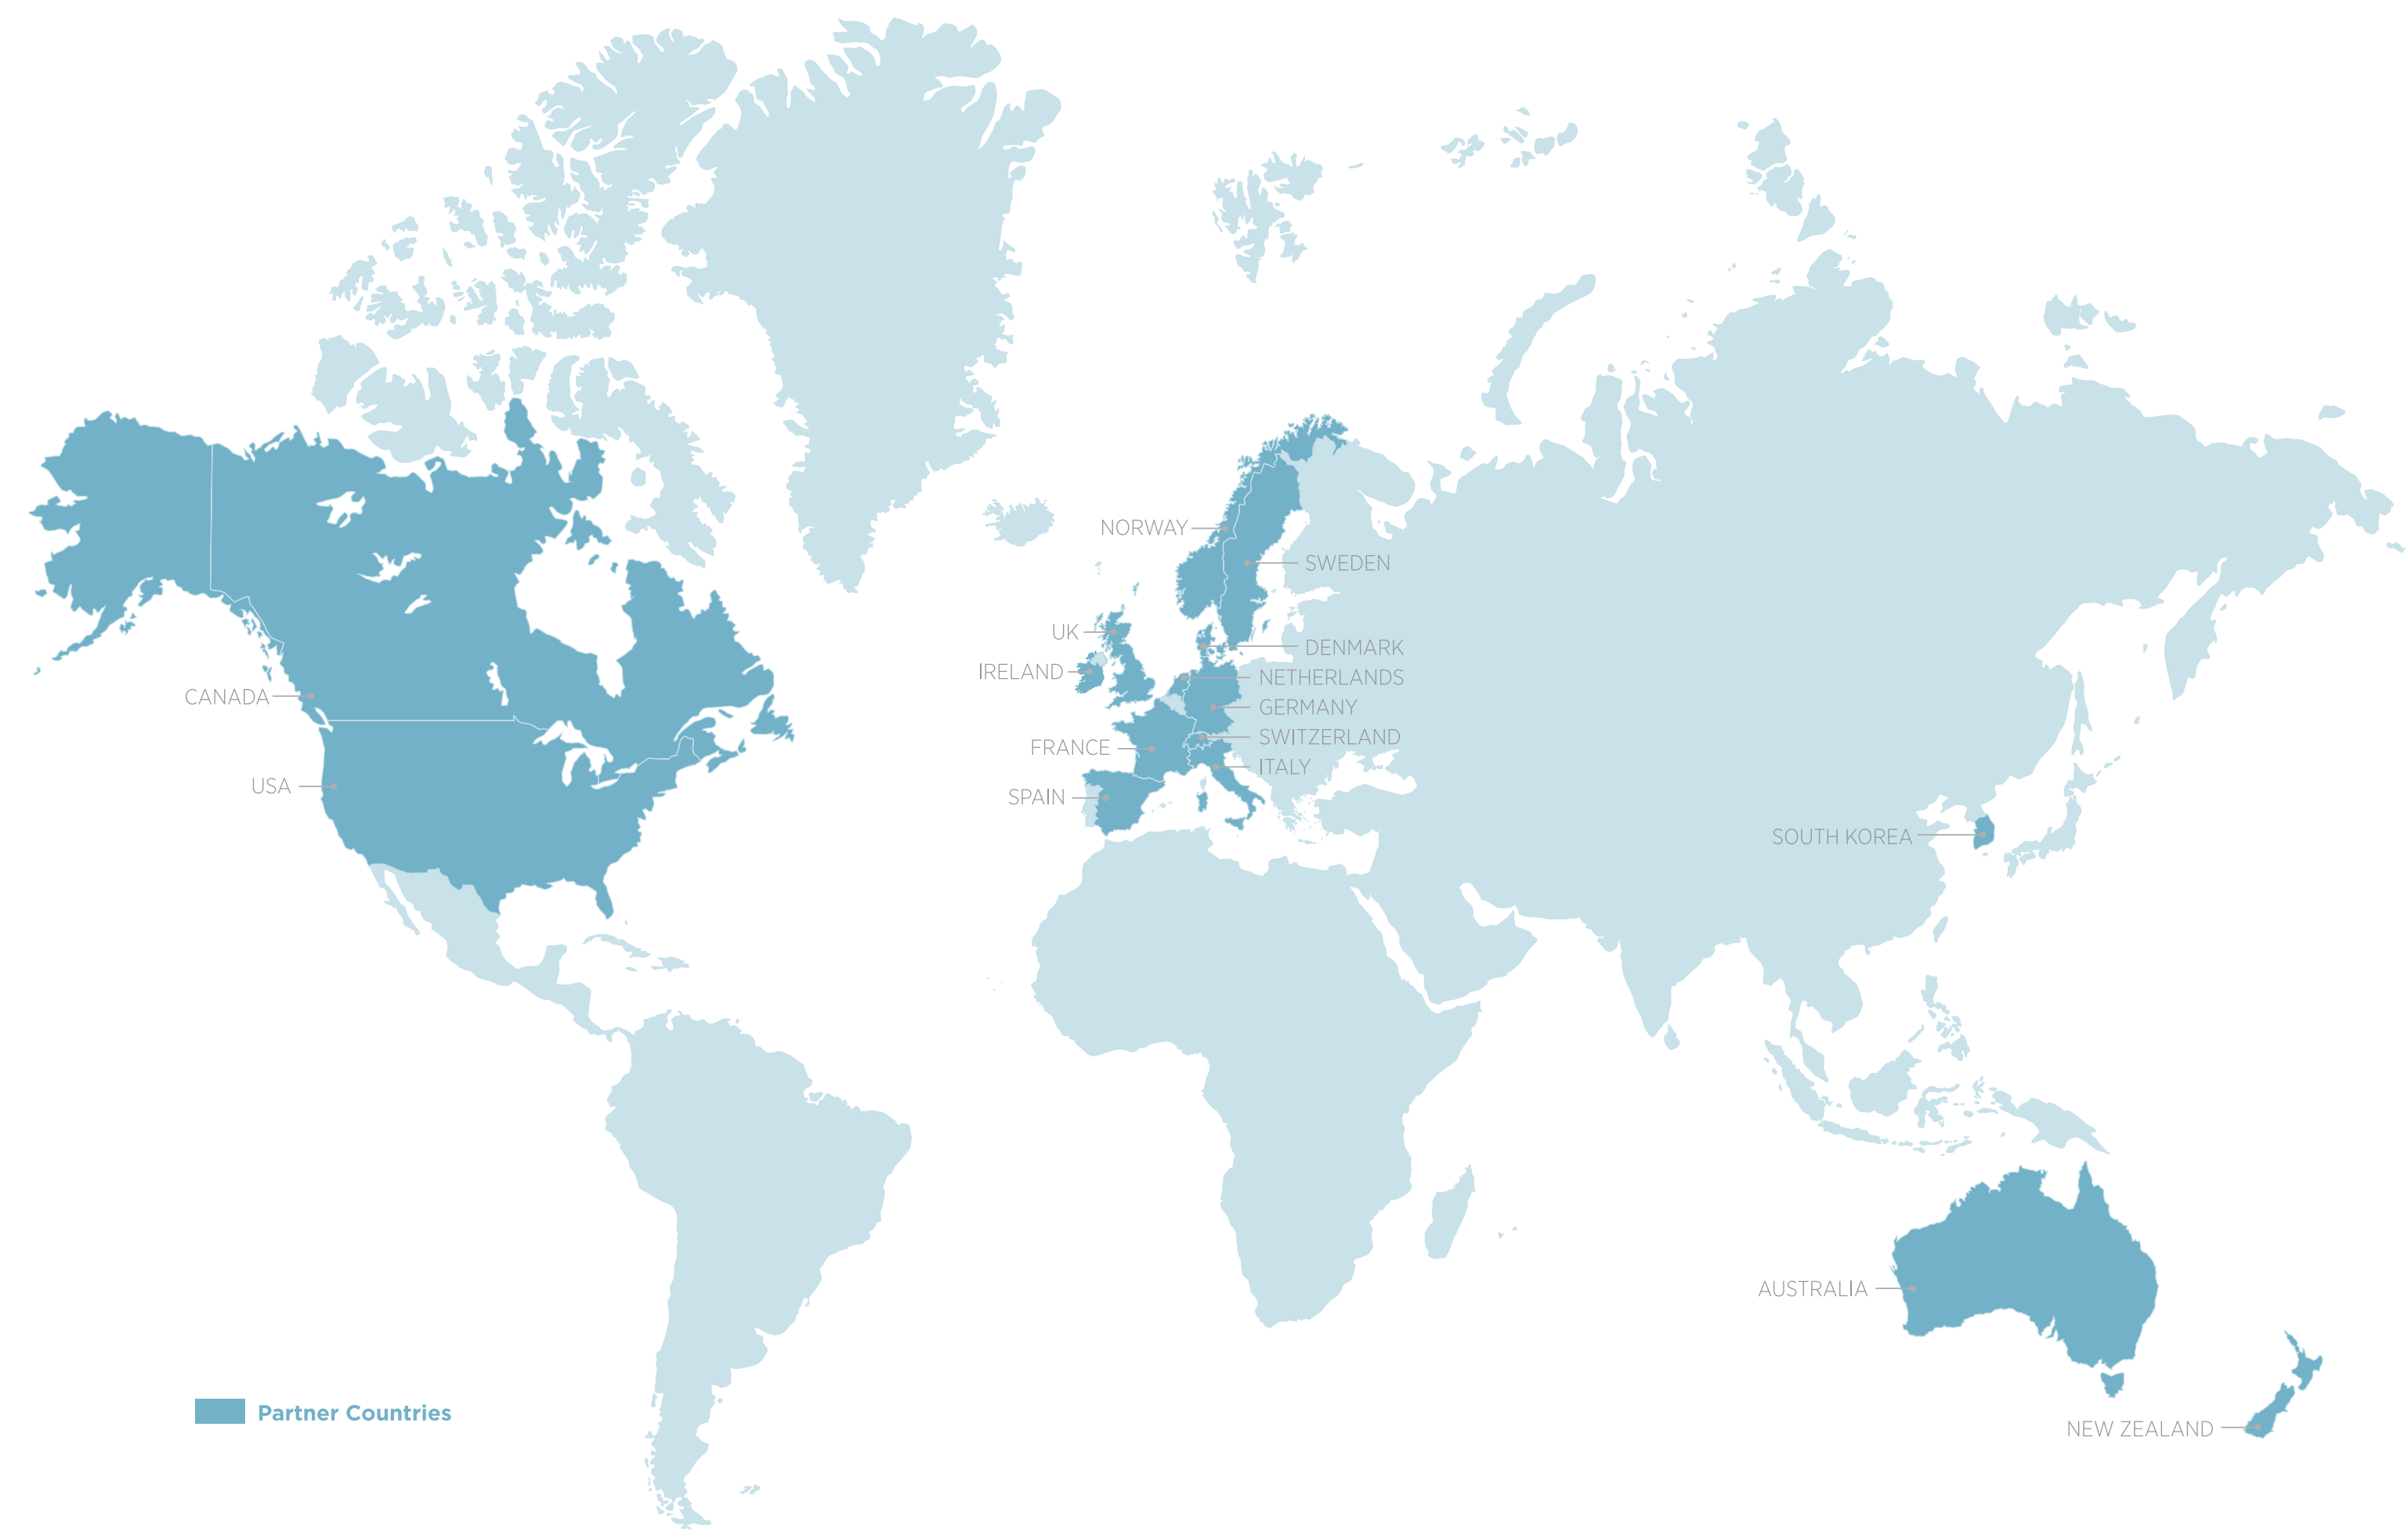 NORWAY
SWEDEN
UK
DENMARK
IRELAND
NETHERLANDS
CANADA
GERMANY
SWITZERLAND
FRANCE
ITALY
USA
SPAIN
SOUTH KOREA
AUSTRALIA
Partner Countries
NEW ZEALAND